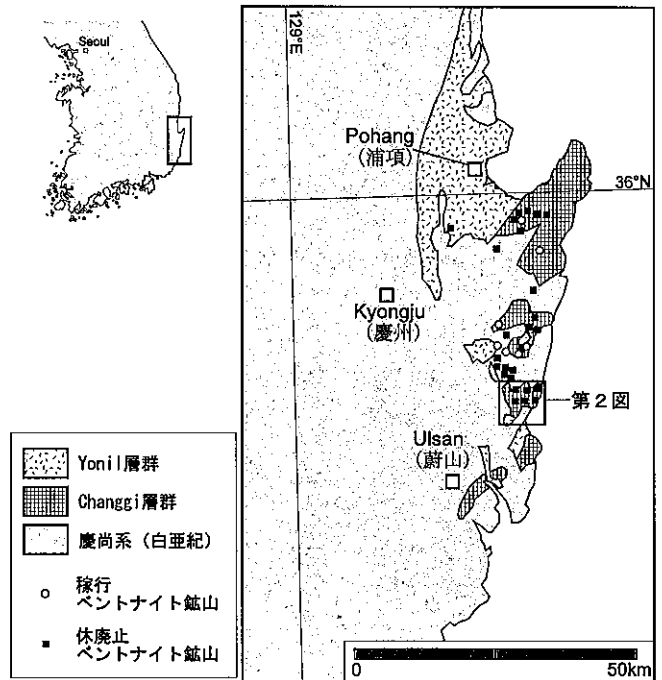 Seoul
129°E
Pohang
(浦項)
36°N
Kyongju
(慶州)
第2図
Ulsan
(蔚山)
Yonil層群
Changgi層群
慶尚系(白亜紀)
稼行
ベントナイト鉱山
休廃止
ベントナイト鉱山
0
50km